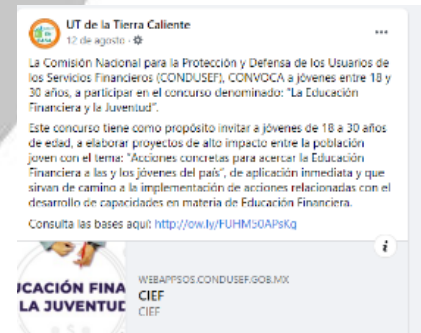 UT de la Tierra Caliente
12 de agosto ·
La Comisión Nacional para la Protección y Defensa de los Usuarios de
los Servicios Financieros (CONDUSEF), CONVOCA a jóvenes entre 18 y
30 años, a participar en el concurso denominado: "La Educación
Financiera y la Juventud".
Este concurso tiene como propósito invitar a jóvenes de 18 a 30 años
de edad, a elaborar proyectos de alto impacto entre la población
joven con el tema: "Acciones concretas para acercar la Educación
Financiera a las y los jóvenes del país", de aplicación inmediata y que
sirvan de camino a la implementación de acciones relacionadas con el
desarrollo de capacidades en materia de Educación Financiera.
Consulta las bases aquí: http://ow.ly/FUHM50APsKq
UCACIÓN FINA
LA JUVENTUD
WEBAPPSOS.CONDUSEF.GOB.MX
CIEF
CIEF